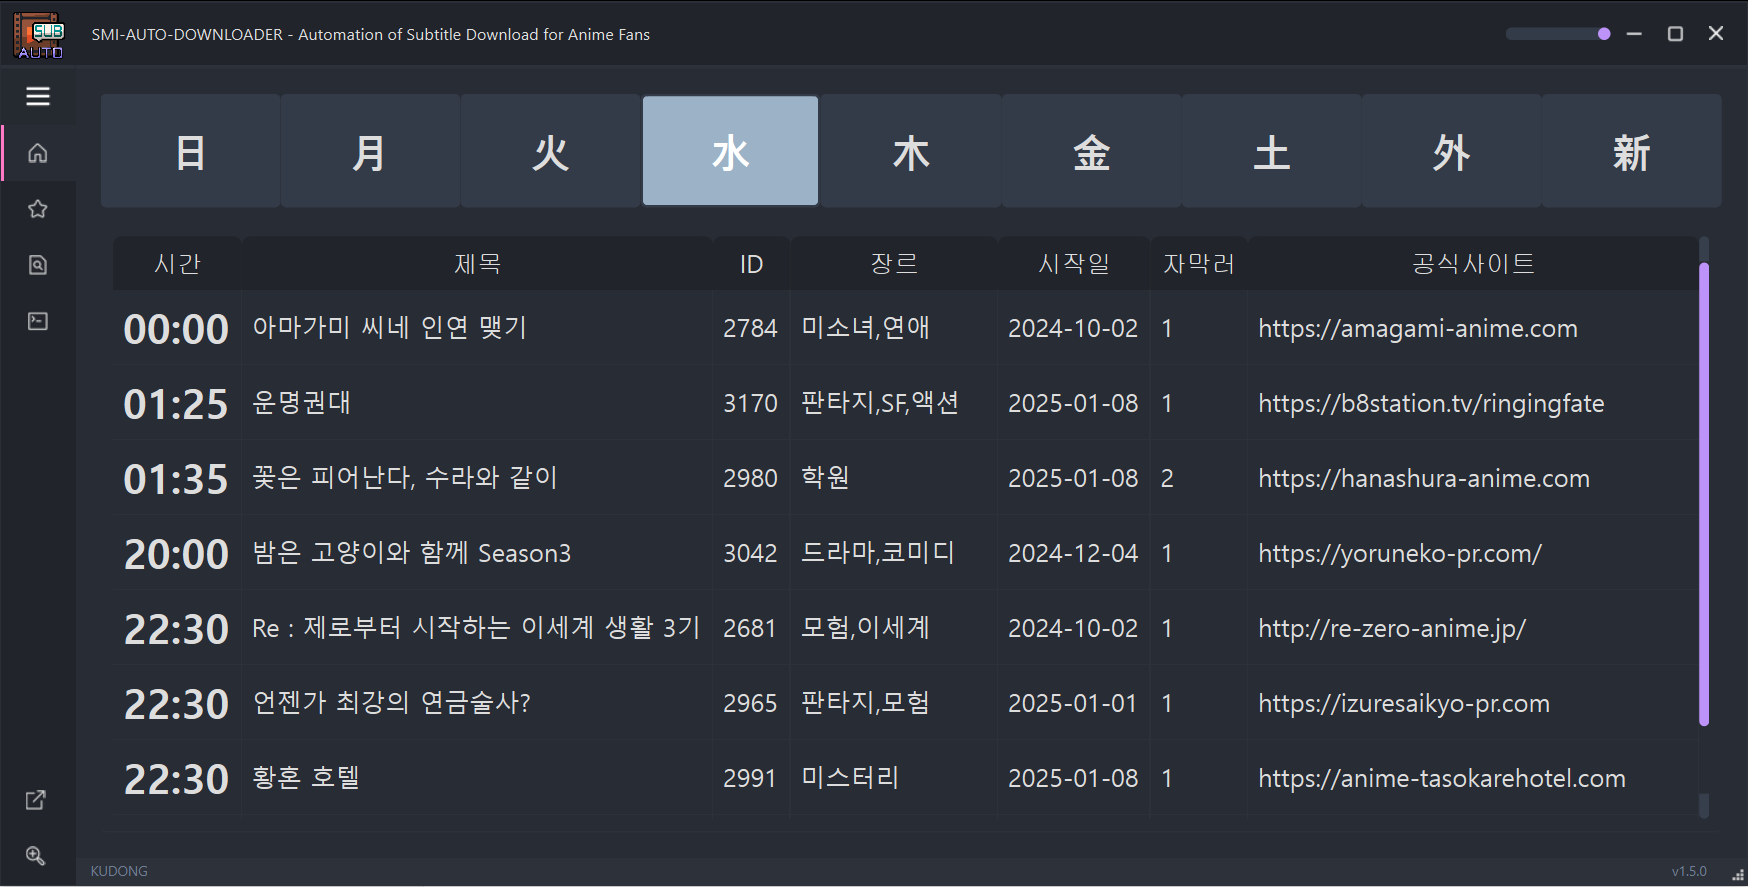 SUB
AUTO
SMI-AUTO-DOWNLOADER - Automation of Subtitle Download for Anime Fans
日 月 火 水 木 金 土 外 新
시간 제목 ID 장르 시작일 자막러 공식사이트
00:00 아마가미 씨네 인연 맺기 2784 미소녀,연애 2024-10-02 1 https://amagami-anime.com
01:25 운명권대 3170 판타지,SF,액션 2025-01-08 1 https://b8station.tv/ringingfate
01:35 꽃은 피어난다, 수라와 같이 2980 학원 2025-01-08 2 https://hanashura-anime.com
20:00 밤은 고양이와 함께 Season3 3042 드라마,코미디 2024-12-04 1 https://yoruneko-pr.com/
22:30 Re : 제로부터 시작하는 이세계 생활 3기 2681 모험,이세계 2024-10-02 1 http://re-zero-anime.jp/
22:30 언젠가 최강의 연금술사? 2965 판타지,모험 2025-01-01 1 https://izuresaikyo-pr.com
22:30 황혼 호텔 2991 미스터리 2025-01-08 1 https://anime-tasokarehotel.com
KUDONG v1.5.0